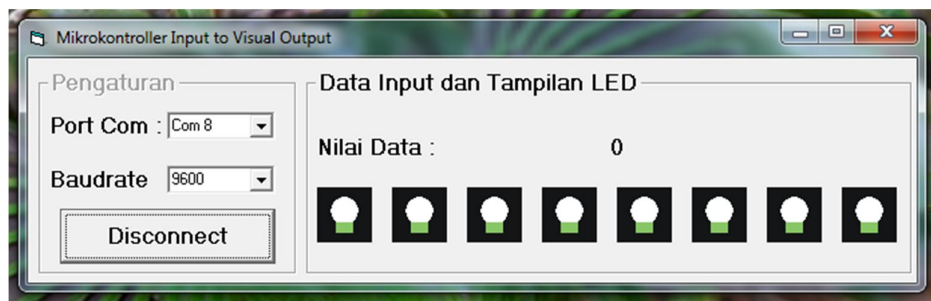 Mikrokontroller Input to Visual Output
Pengaturan
Port Com : Com 8
Baudrate 9600
Disconnect
Data Input dan Tampilan LED
Nilai Data : 0